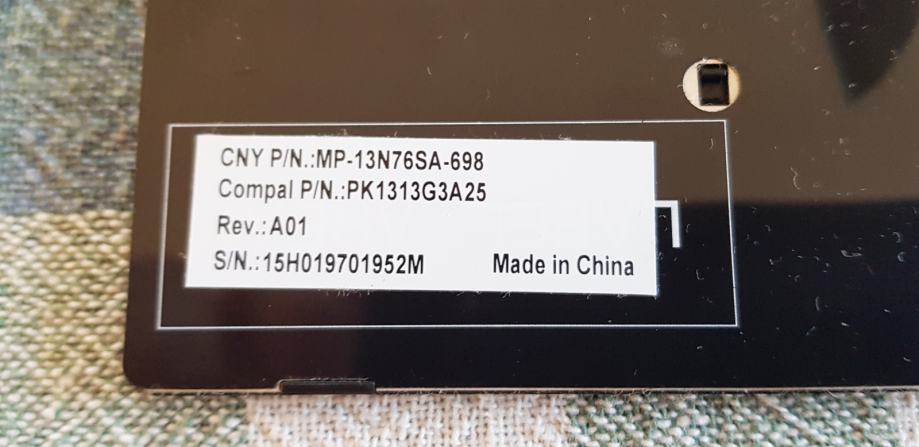 CNY P/N.:MP-13N76SA-698
Compal P/N.:PK1313G3A25
Rev.:A01
S/N.:15H019701952M Made in China